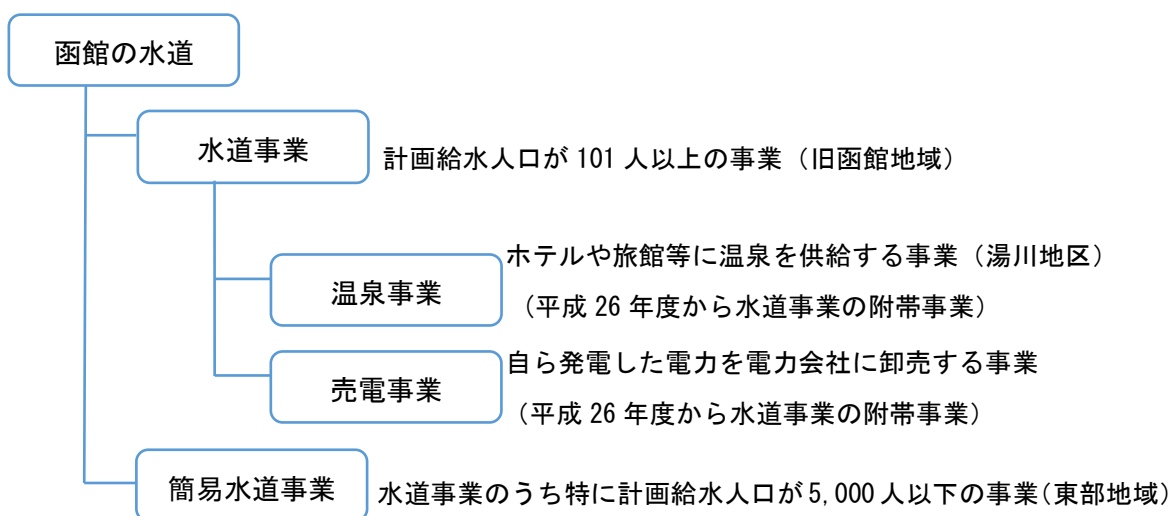 函館の水道
水道事業
計画給水人口が 101 人以上の事業（旧函館地域）
ホテルや旅館等に温泉を供給する事業（湯川地区）
温泉事業
（平成 26 年度から水道事業の附帯事業）
自ら発電した電力を電力会社に卸売する事業
売電事業
（平成 26 年度から水道事業の附帯事業）
簡易水道事業
水道事業のうち特に計画給水人口が 5,000 人以下の事業（東部地域）